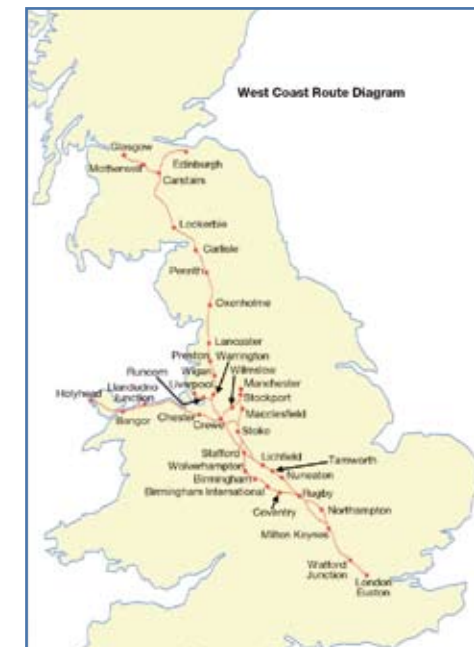 West Coast Route Diagram
Glasgow
Edinburgh
Motherwell
Carstairs
Lockerbie
Carlisle
Penrith
Oxenholme
Lancaster
Preston
Warrington
Wigan
Wilmslow
Runcorn
Liverpool
Manchester
Llandudno
Junction
Stockport
Holyhead
Macclesfield
Bangor
Chester
Crewe
Stoke
Stafford
Lichfield
Tamworth
Wolverhampton
Nuneaton
Birmingham
Rugby
Birmingham International
Coventry
Northampton
Milton Keynes
Watford
Junction
London
Euston